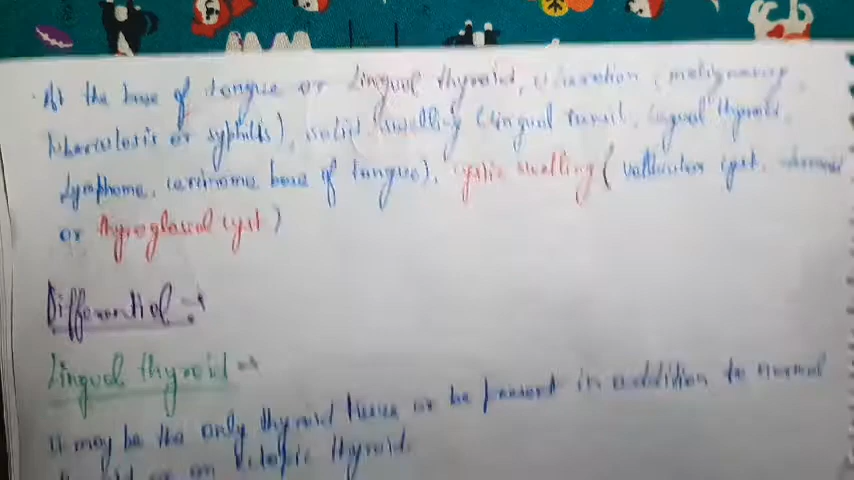 At the base of tongue or lingual thyroid, ulceration, malignancy,
tuberculosis or syphilis), solid swelling (lingual tonsil, lingual thyroid,
lymphoma, carcinoma base of tongue), cystic swelling (vallecular cyst,
or thyroglossal cyst)
Differential :→
Lingual thyroid →
It may be the only thyroid tissue or be present in addition to normal
or an ectopic thyroid.